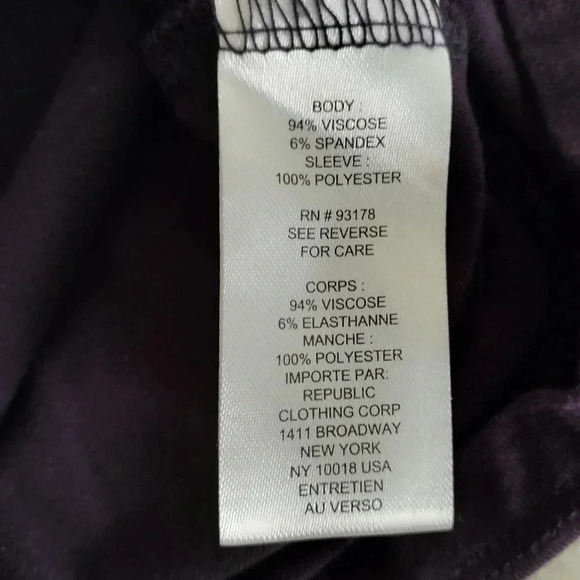 BODY :
94% VISCOSE
6% SPANDEX
SLEEVE :
100% POLYESTER
RN # 93178
SEE REVERSE
FOR CARE
CORPS :
94% VISCOSE
6% ELASTHANNE
MANCHE :
100% POLYESTER
IMPORTE PAR:
REPUBLIC
CLOTHING CORP
1411 BROADWAY
NEW YORK
NY 10018 USA
ENTRETIEN
AU VERSO